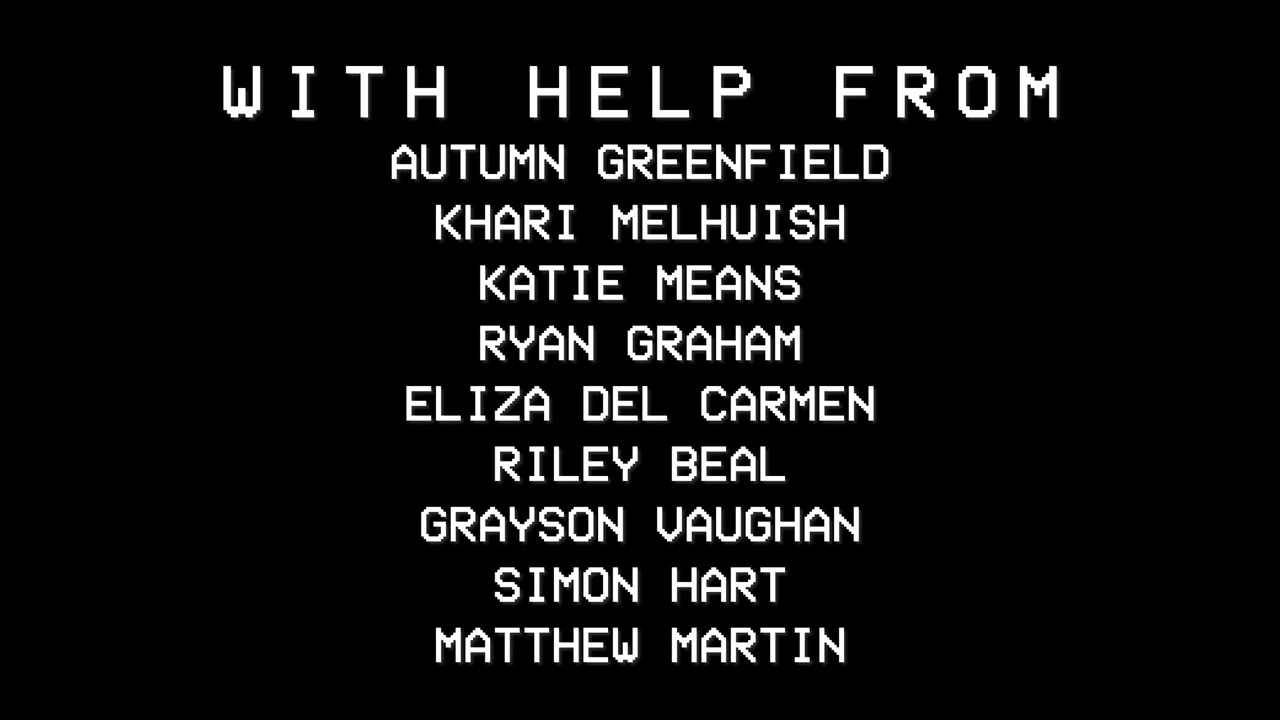 WITH HELP FROM
AUTUMN GREENFIELD
KHARI MELHUISH
KATIE MEANS
RYAN GRAHAM
ELIZA DEL CARMEN
RILEY BEAL
GRAYSON VAUGHAN
SIMON HART
MATTHEW MARTIN